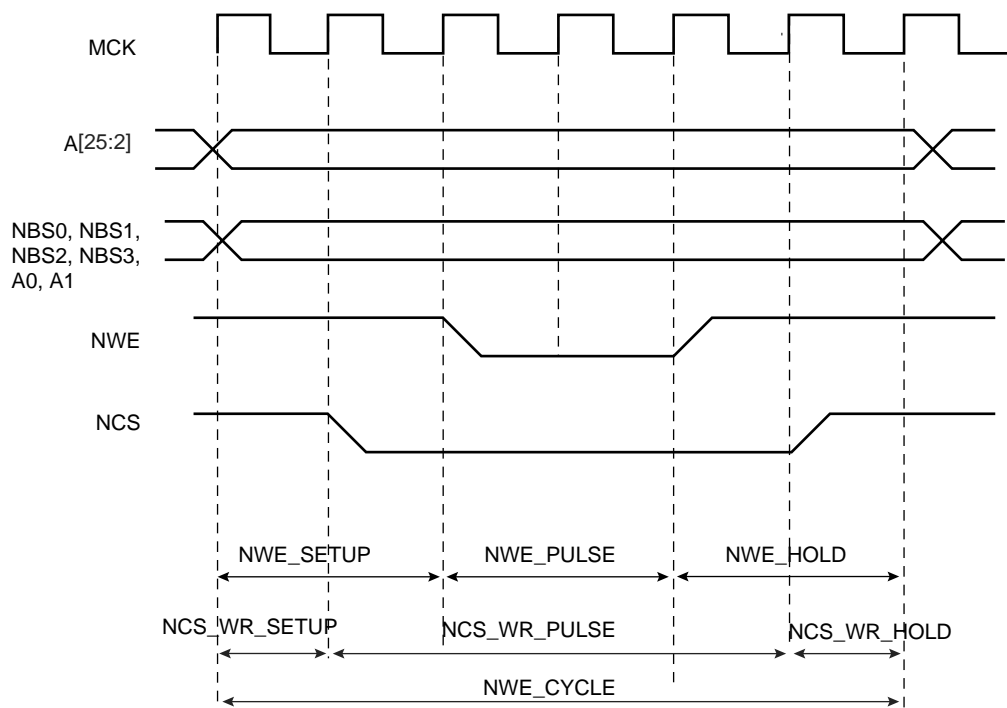 MCK
A[25:2]
NBS0, NBS1,
NBS2, NBS3,
A0, A1
NWE
NCS
NWE_SETUP NWE_PULSE NWE_HOLD
NCS_WR_SETUP NCS_WR_PULSE NCS_WR_HOLD
NWE_CYCLE